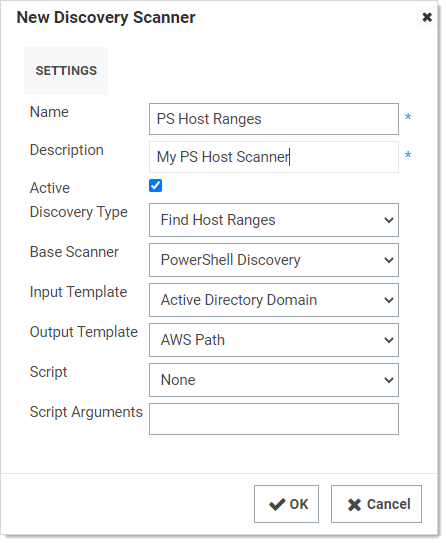 New Discovery Scanner
SETTINGS
Name PS Host Ranges *
Description My PS Host Scanner *
Active
Discovery Type Find Host Ranges
Base Scanner PowerShell Discovery
Input Template Active Directory Domain
Output Template AWS Path
Script None
Script Arguments
OK Cancel